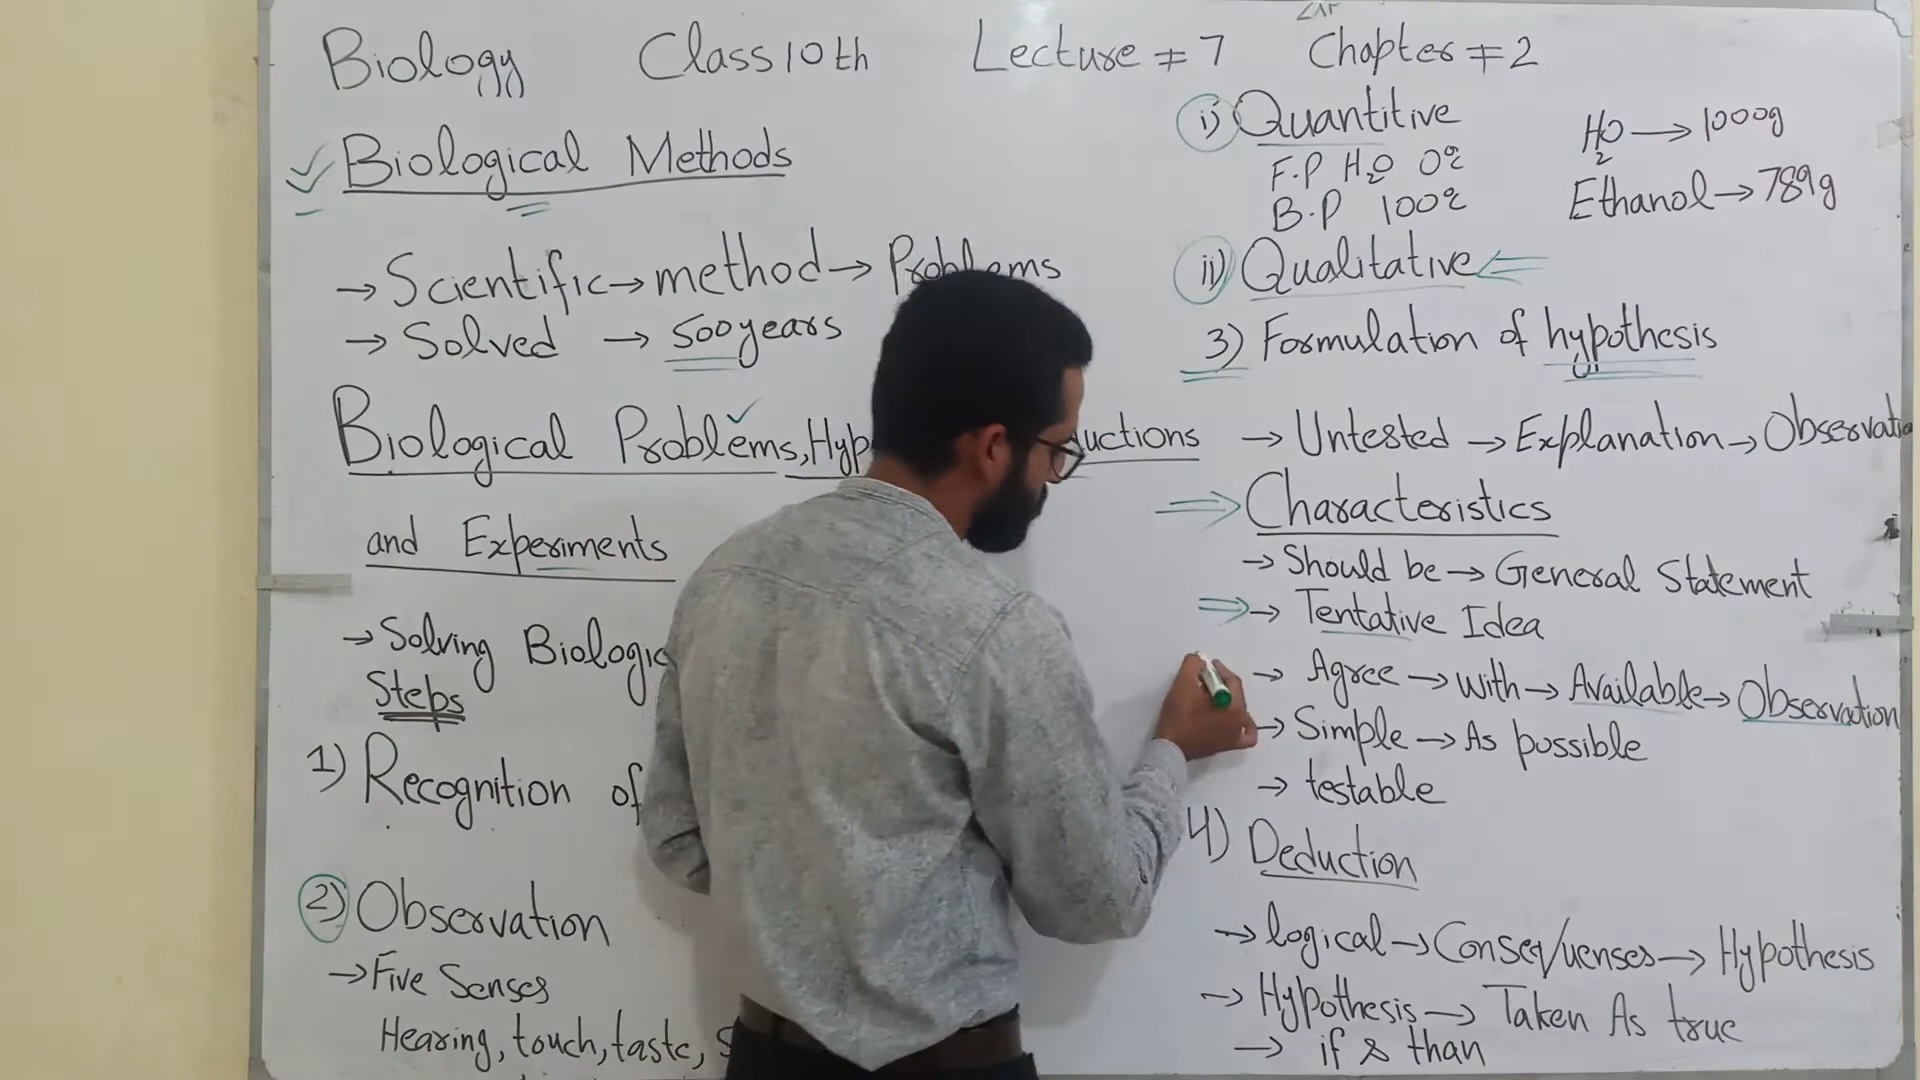 Biology Class 10th Lecture ≠ 7 Chapter ≠ 2
Biological Methods
→ Scientific → method → Problems
→ Solved → 500 years
Biological Problems, Hyp uctions
and Experiments
→ Solving Biologic
Steps
1) Recognition of
2) Observation
→ Five Senses
Hearing, touch, taste, S
i) Quantitive
F.P H₂O 0°C
B.P 100°C
H₂O → 1000g
Ethanol → 789g
ii) Qualitative
3) Formulation of hypothesis
→ Untested → Explanation → Observatio
⇒ Characteristics
→ Should be → General Statement
⇒ → Tentative Idea
→ Agree → with → Available → Observation
→ Simple → As possible
→ testable
4) Deduction
→ logical → Consequenses → Hypothesis
→ Hypothesis → Taken As true
→ if & than